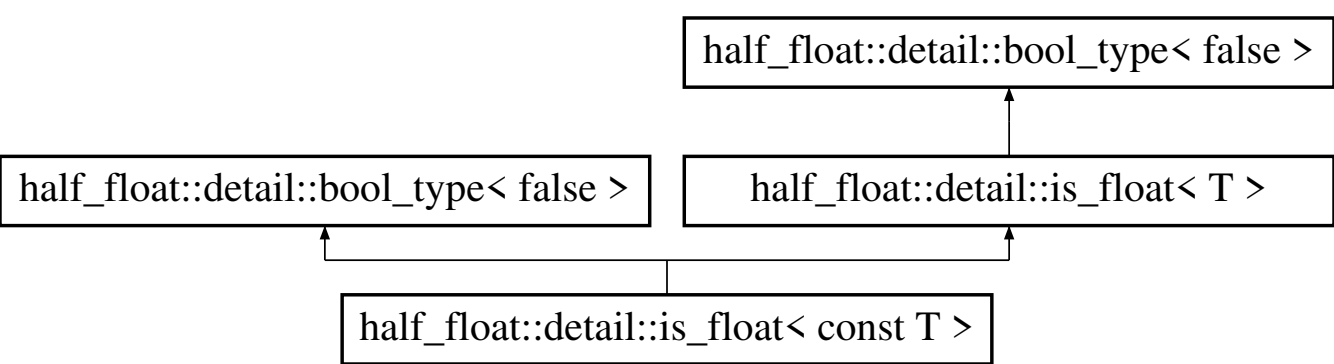 half_float::detail::bool_type< false >
half_float::detail::bool_type< false >
half_float::detail::is_float< T >
half_float::detail::is_float< const T >